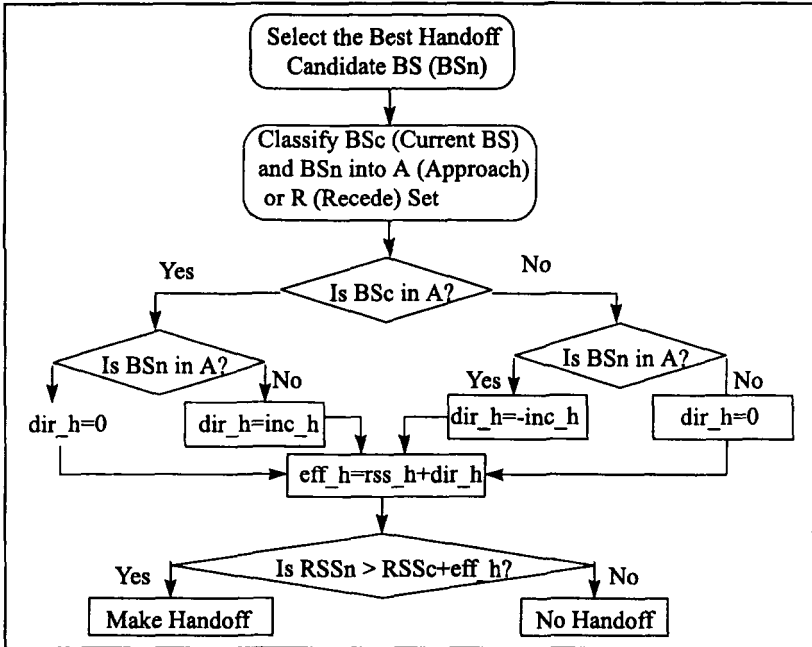 Select the Best Handoff
Candidate BS (BSn)
Classify BSc (Current BS)
and BSn into A (Approach)
or R (Recede) Set
Yes
No
Is BSc in A?
Is BSn in A?
Is BSn in A?
No
Yes
No
dir_h=0
dir_h=inc_h
dir_h=-inc_h
dir_h=0
eff_h=rss_h+dir_h
Is RSSn > RSSc+eff_h?
Yes
No
Make Handoff
No Handoff